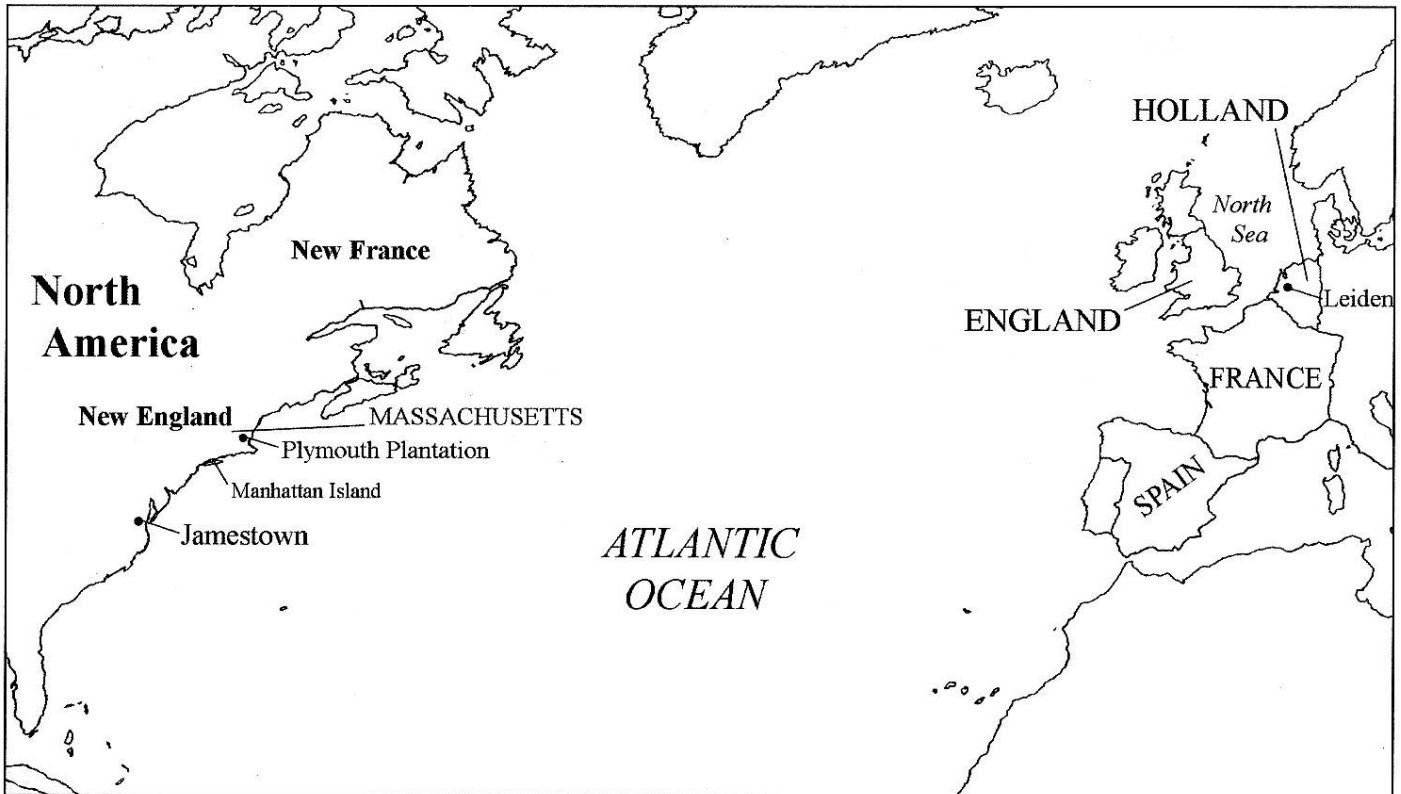 HOLLAND
North
Sea
New France
North
America
Leiden
ENGLAND
FRANCE
New England
MASSACHUSETTS
Plymouth Plantation
Manhattan Island
SPAIN
Jamestown
ATLANTIC
OCEAN